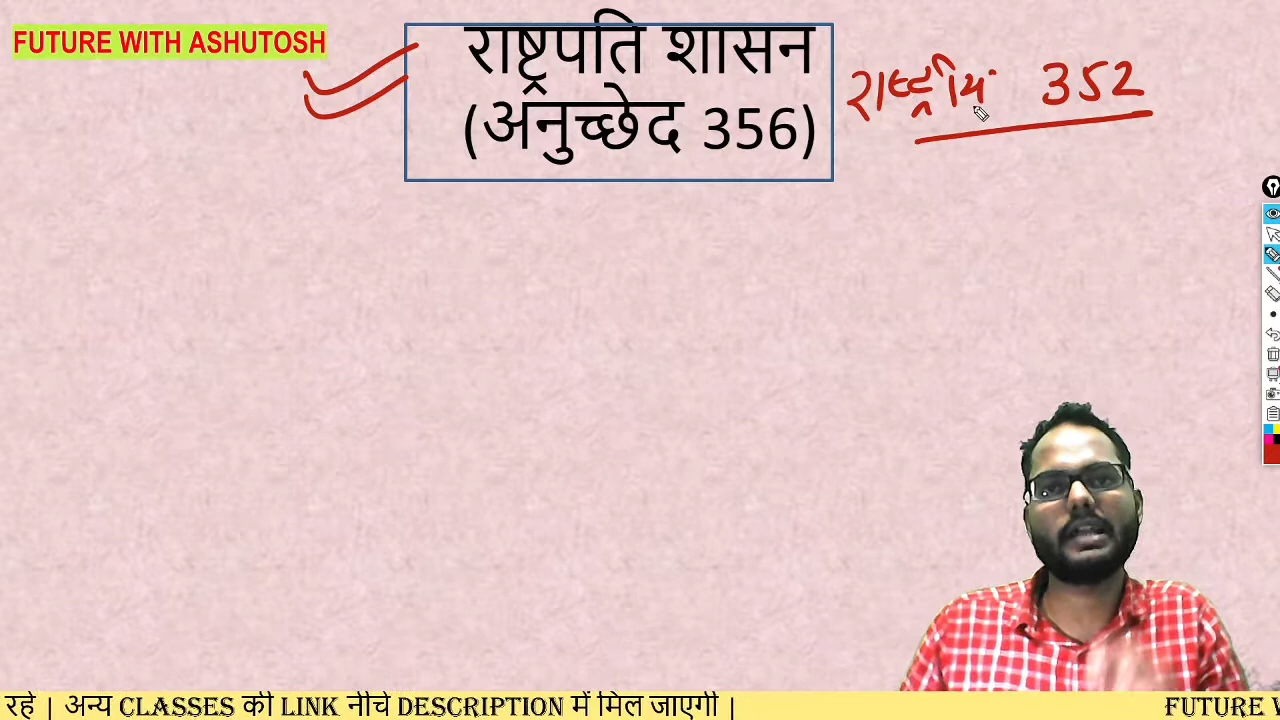 FUTURE WITH ASHUTOSH
राष्ट्रपति शासन
(अनुच्छेद 356)
राष्ट्रीय 352
रहे | अन्य CLASSES की LINK नीचे DESCRIPTION में मिल जाएगी |
FUTURE